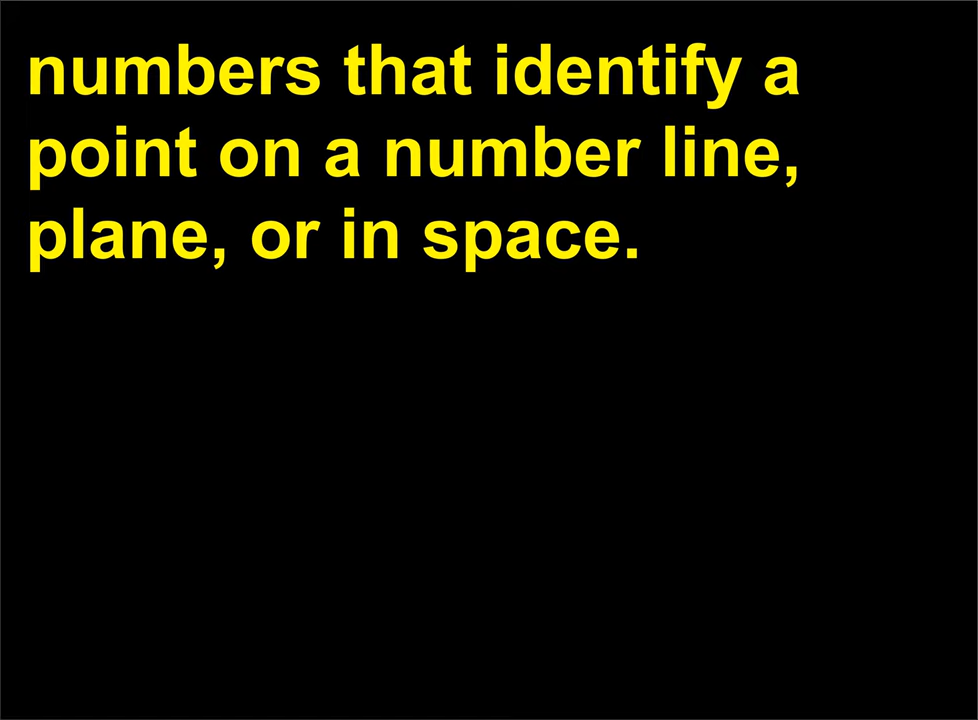 numbers that identify a
point on a number line,
plane, or in space.